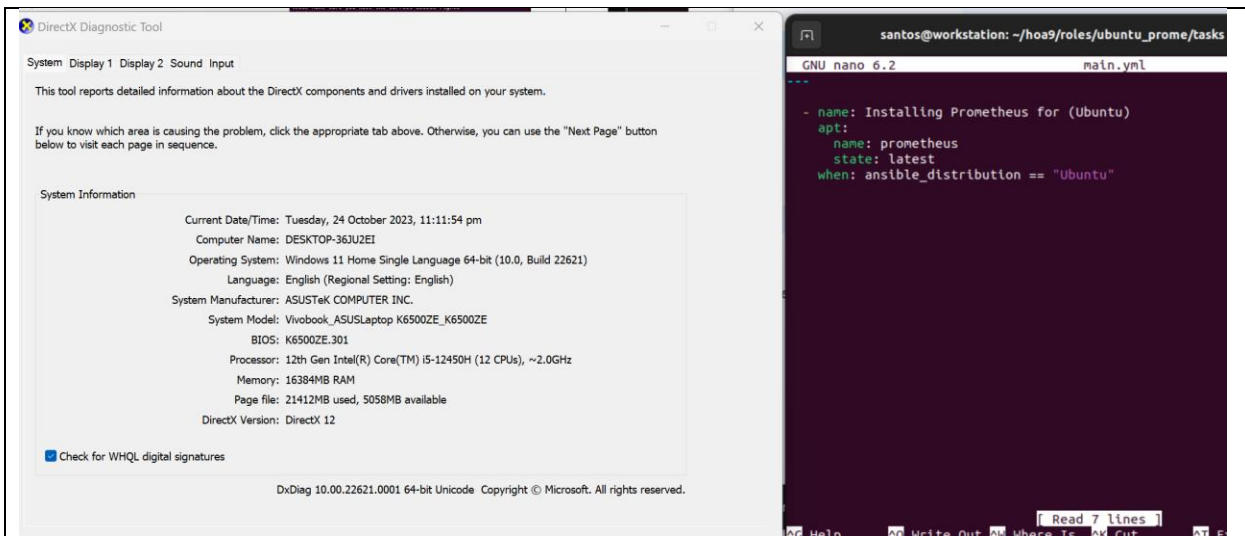 DirectX Diagnostic Tool
System Display 1 Display 2 Sound Input
This tool reports detailed information about the DirectX components and drivers installed on your system.
If you know which area is causing the problem, click the appropriate tab above. Otherwise, you can use the "Next Page" button
below to visit each page in sequence.
System Information
Current Date/Time: Tuesday, 24 October 2023, 11:11:54 pm
Computer Name: DESKTOP-36JU2EI
Operating System: Windows 11 Home Single Language 64-bit (10.0, Build 22621)
Language: English (Regional Setting: English)
System Manufacturer: ASUSTeK COMPUTER INC.
System Model: Vivobook_ASUSLaptop K6500ZE_K6500ZE
BIOS: K6500ZE.301
Processor: 12th Gen Intel(R) Core(TM) i5-12450H (12 CPUs), ~2.0GHz
Memory: 16384MB RAM
Page file: 21412MB used, 5058MB available
DirectX Version: DirectX 12
Check for WHQL digital signatures
DxDiag 10.00.22621.0001 64-bit Unicode Copyright © Microsoft. All rights reserved.
santos@workstation: ~/hoa9/roles/ubuntu_prome/tasks
GNU nano 6.2 main.yml
---
- name: Installing Prometheus for (Ubuntu)
apt:
name: prometheus
state: latest
when: ansible_distribution == "Ubuntu"
[ Read 7 lines ]
^G Help ^O Write Out ^W Where Is ^K Cut ^T